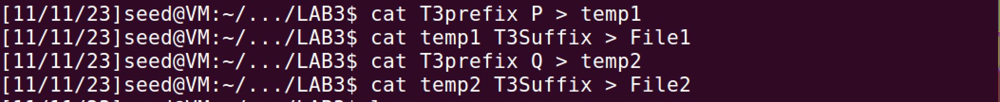 [11/11/23]seed@VM:~/.../LAB3$ cat T3prefix P > temp1
[11/11/23]seed@VM:~/.../LAB3$ cat temp1 T3Suffix > File1
[11/11/23]seed@VM:~/.../LAB3$ cat T3prefix Q > temp2
[11/11/23]seed@VM:~/.../LAB3$ cat temp2 T3Suffix > File2